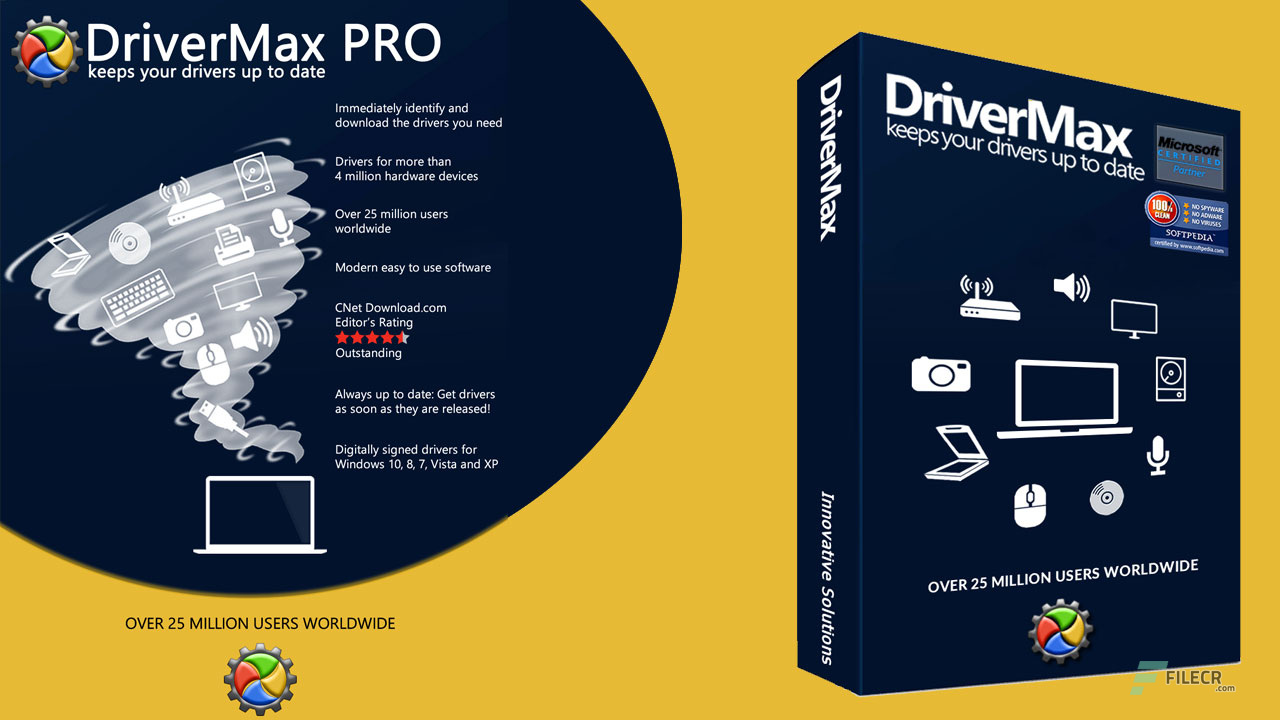 DriverMax PRO
keeps your drivers up to date
Immediately identify and
download the drivers you need
Drivers for more than
4 million hardware devices
Over 25 million users
worldwide
Modern easy to use software
CNet Download.com
Editor's Rating
Outstanding
Always up to date: Get drivers
as soon as they are released!
Digitally signed drivers for
Windows 10, 8, 7, Vista and XP
OVER 25 MILLION USERS WORLDWIDE
DriverMax
Innovative Solutions
DriverMax
keeps your drivers up to date
Microsoft
CERTIFIED
Partner
100%
CLEAN
NO SPYWARE
NO ADWARE
NO VIRUSES
SOFTPEDIA
certified by www.softpedia.com
OVER 25 MILLION USERS WORLDWIDE
FILECR
.com